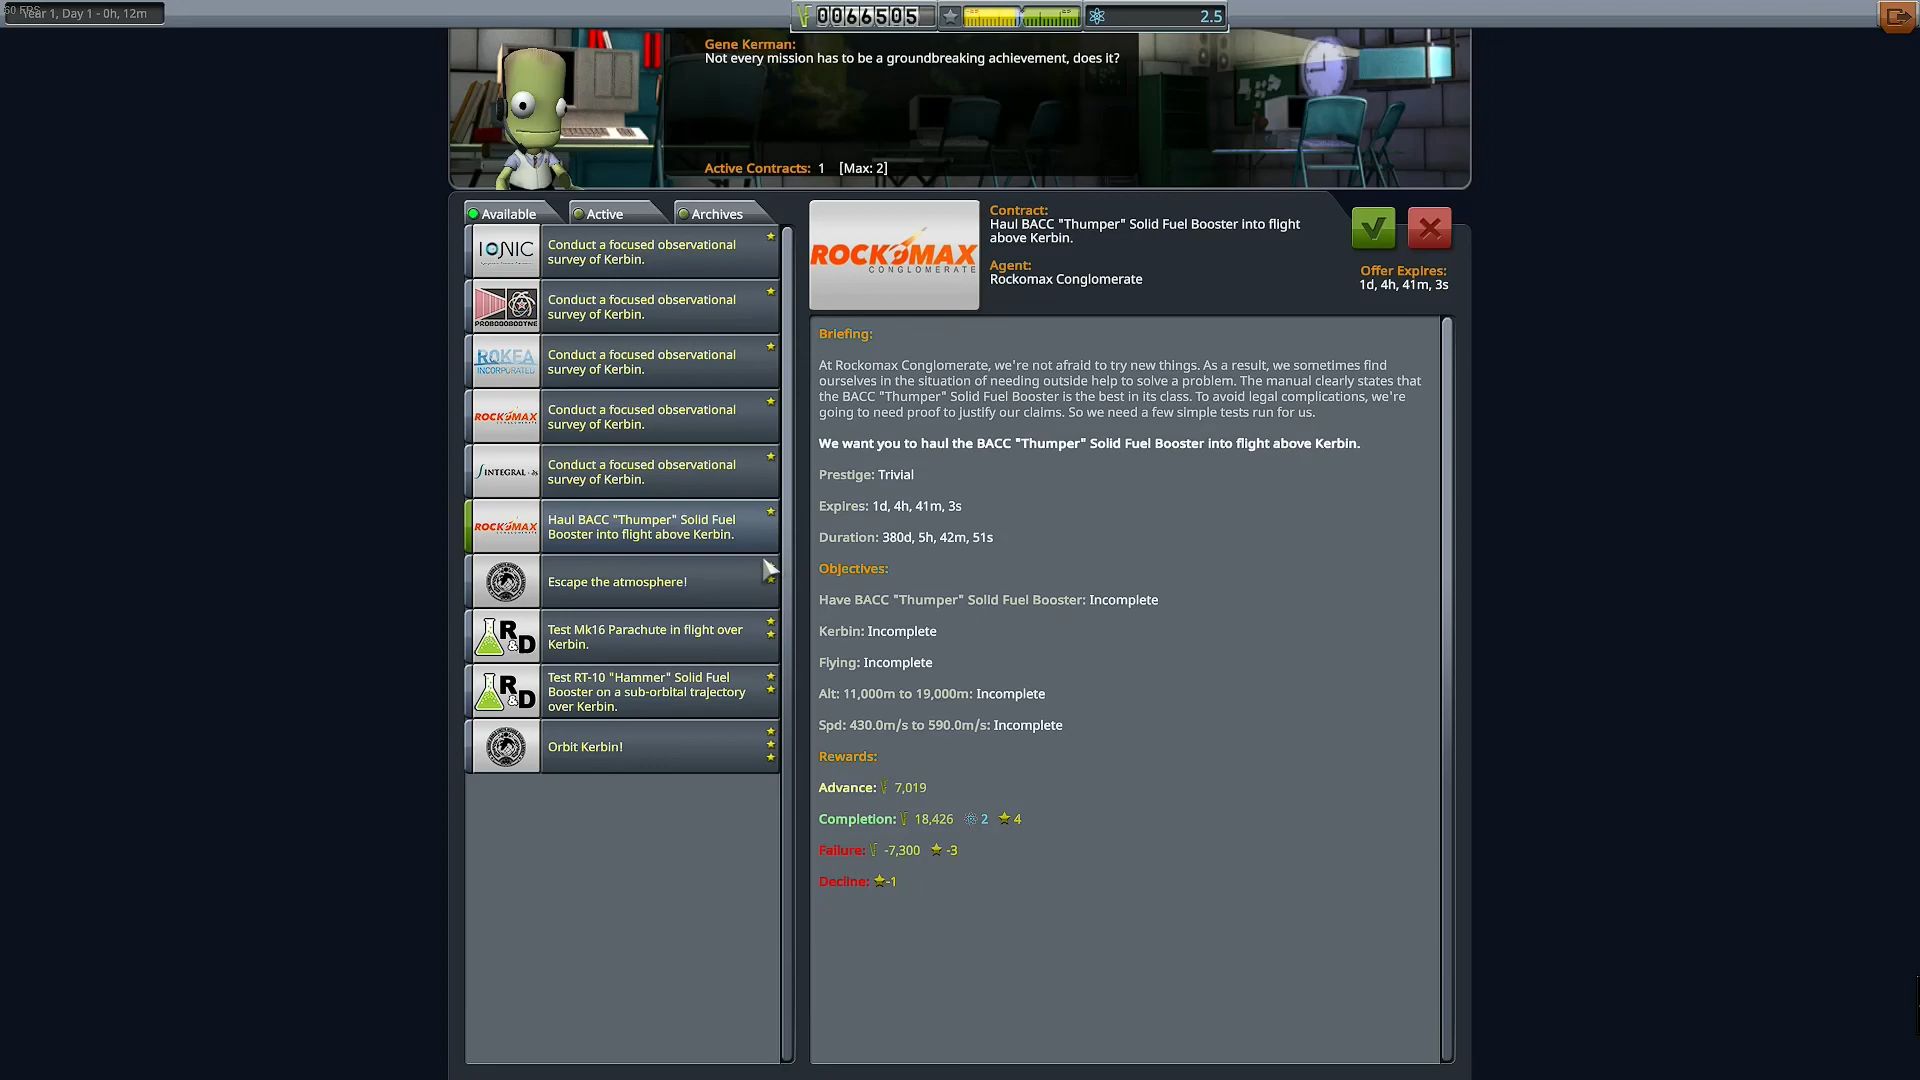 60 FPS
Year 1, Day 1 - 0h, 12m
0066505
2.5
Gene Kerman:
Not every mission has to be a groundbreaking achievement, does it?
Active Contracts: 1 [Max: 2]
Available
Active
Archives
IONIC
Conduct a focused observational
survey of Kerbin.
PROBODOBODYNE
Conduct a focused observational
survey of Kerbin.
ROKEA
INCORPORATED
Conduct a focused observational
survey of Kerbin.
ROCKOMAX
Conduct a focused observational
survey of Kerbin.
INTEGRAL
Conduct a focused observational
survey of Kerbin.
ROCKOMAX
Haul BACC "Thumper" Solid Fuel
Booster into flight above Kerbin.
Escape the atmosphere!
R&D
Test Mk16 Parachute in flight over
Kerbin.
R&D
Test RT-10 "Hammer" Solid Fuel
Booster on a sub-orbital trajectory
over Kerbin.
Orbit Kerbin!
ROCKOMAX
CONGLOMERATE
Contract:
Haul BACC "Thumper" Solid Fuel Booster into flight
above Kerbin.
Agent:
Rockomax Conglomerate
Offer Expires:
1d, 4h, 41m, 3s
Briefing:
At Rockomax Conglomerate, we're not afraid to try new things. As a result, we sometimes find
ourselves in the situation of needing outside help to solve a problem. The manual clearly states that
the BACC "Thumper" Solid Fuel Booster is the best in its class. To avoid legal complications, we're
going to need proof to justify our claims. So we need a few simple tests run for us.
We want you to haul the BACC "Thumper" Solid Fuel Booster into flight above Kerbin.
Prestige: Trivial
Expires: 1d, 4h, 41m, 3s
Duration: 380d, 5h, 42m, 51s
Objectives:
Have BACC "Thumper" Solid Fuel Booster: Incomplete
Kerbin: Incomplete
Flying: Incomplete
Alt: 11,000m to 19,000m: Incomplete
Spd: 430.0m/s to 590.0m/s: Incomplete
Rewards:
Advance: 7,019
Completion: 18,426 2 4
Failure: -7,300 -3
Decline: -1